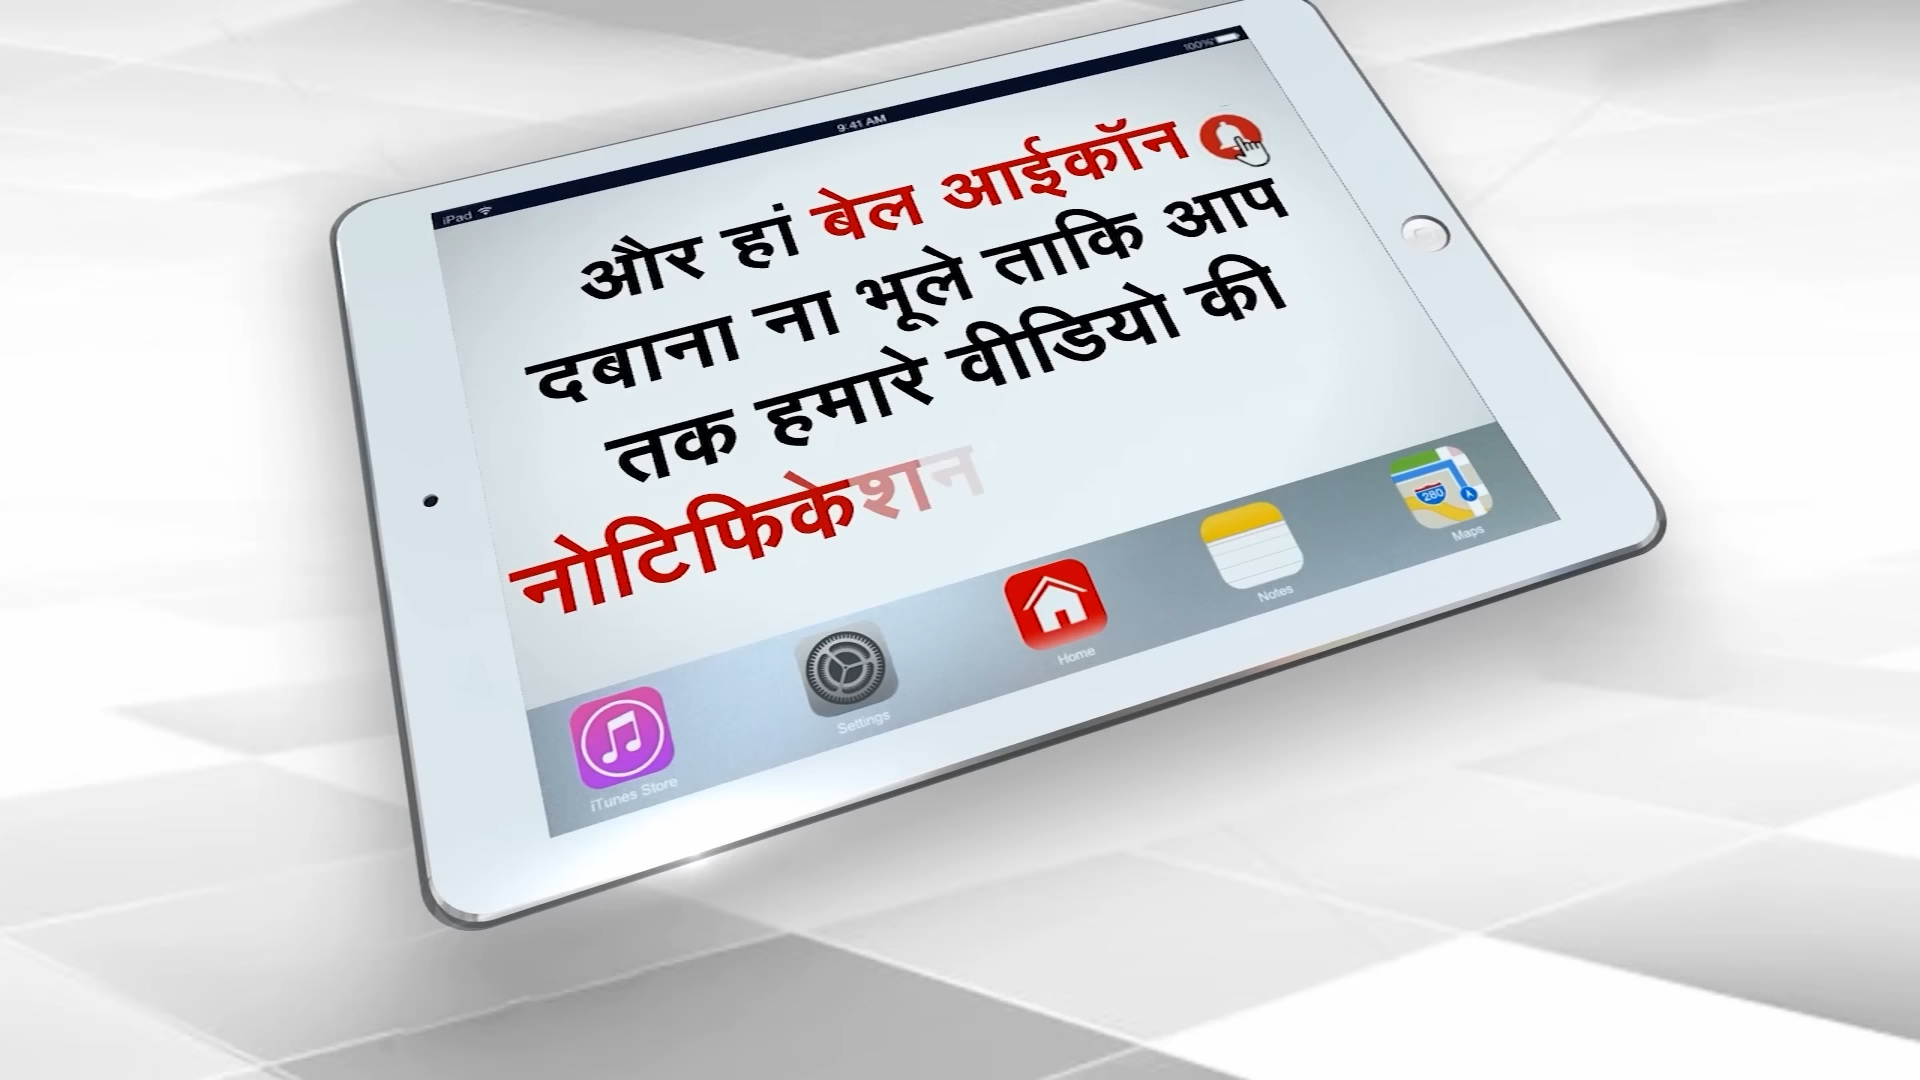 iPad 9:41 AM 100%
और हां बेल आईकॉन
दबाना ना भूले ताकि आप
तक हमारे वीडियो की
नोटिफिकेशन
iTunes Store
Settings
Home
Notes
280
Maps